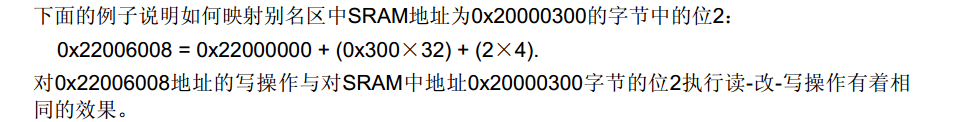 下面的例子说明如何映射别名区中SRAM地址为0x20000300的字节中的位2：
0x22006008 = 0x22000000 + (0x300×32) + (2×4).
对0x22006008地址的写操作与对SRAM中地址0x20000300字节的位2执行读-改-写操作有着相
同的效果。